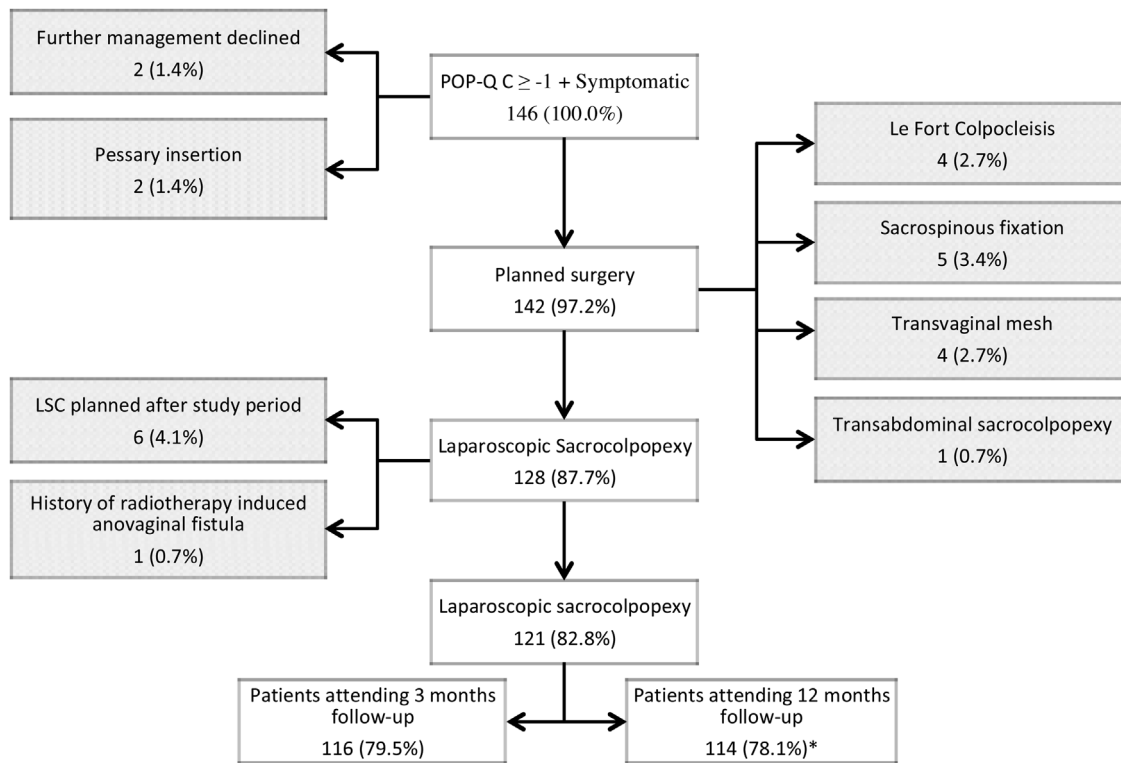 Further management declined
2 (1.4%)
Pessary insertion
2 (1.4%)
POP-Q C ≥ -1 + Symptomatic
146 (100.0%)
Le Fort Colpocleisis
4 (2.7%)
Sacrospinous fixation
5 (3.4%)
Transvaginal mesh
4 (2.7%)
Transabdominal sacrocolpopexy
1 (0.7%)
Planned surgery
142 (97.2%)
LSC planned after study period
6 (4.1%)
History of radiotherapy induced
anovaginal fistula
1 (0.7%)
Laparoscopic Sacrocolpopexy
128 (87.7%)
Laparoscopic sacrocolpopexy
121 (82.8%)
Patients attending 3 months
follow-up
116 (79.5%)
Patients attending 12 months
follow-up
114 (78.1%)*